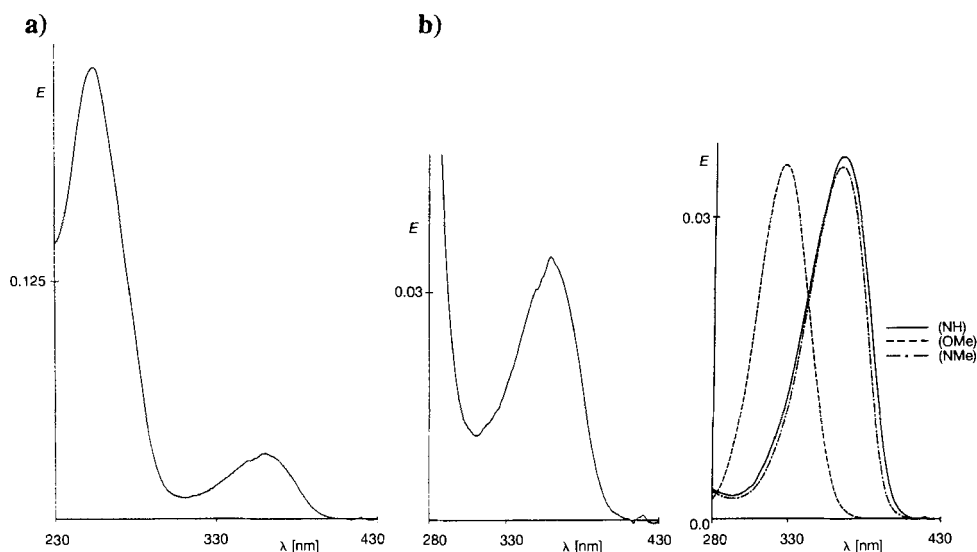 a)
E
0.125
230
330
430
λ [nm]
b)
E
0.03
280
330
430
λ [nm]
E
0.03
0.0
280
330
430
λ [nm]
(NH)
(OMe)
(NMe)